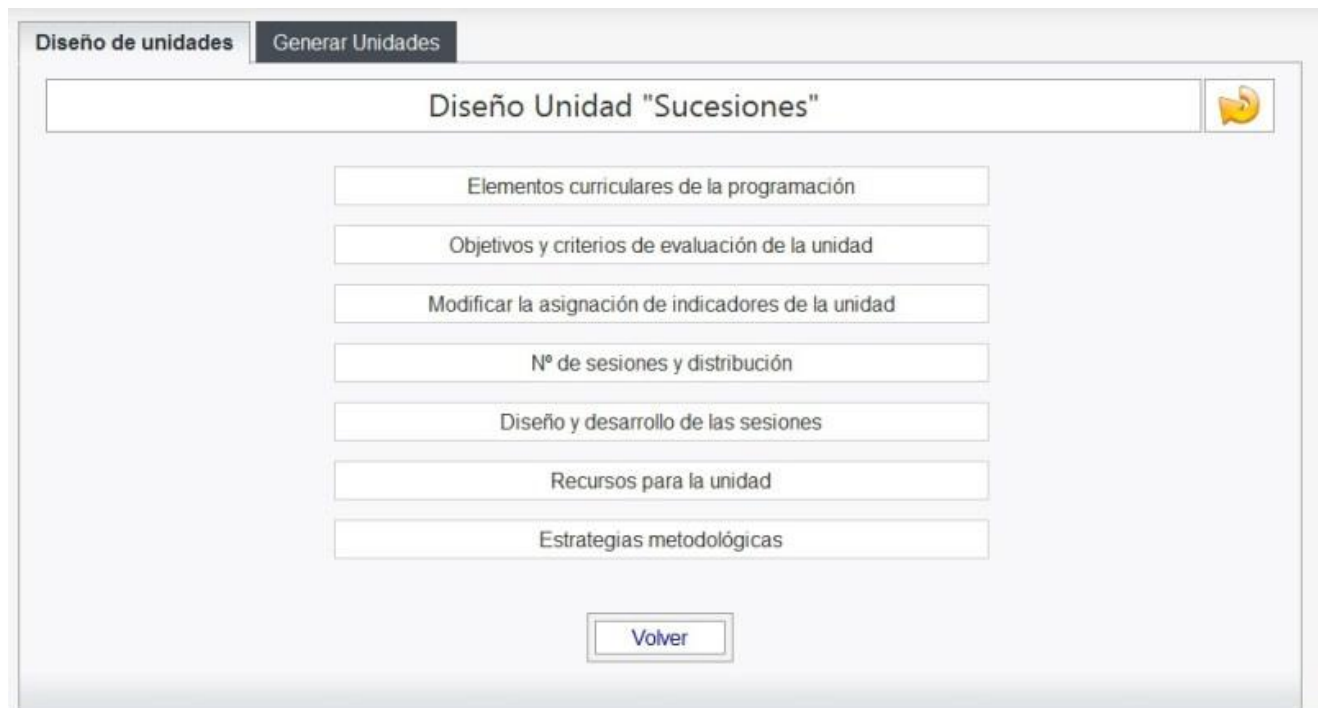 Diseño de unidades
Generar Unidades
Diseño Unidad "Sucesiones"
Elementos curriculares de la programación
Objetivos y criterios de evaluación de la unidad
Modificar la asignación de indicadores de la unidad
Nº de sesiones y distribución
Diseño y desarrollo de las sesiones
Recursos para la unidad
Estrategias metodológicas
Volver